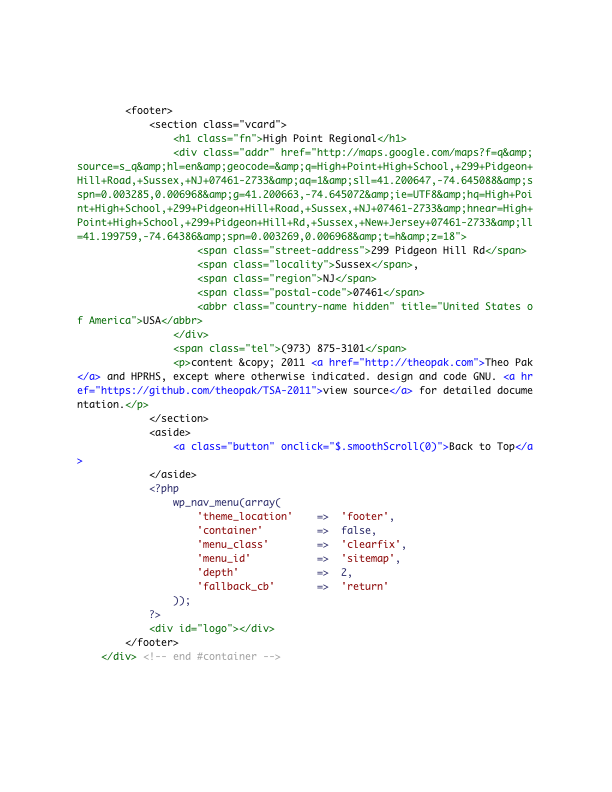 <footer>
<section class="vcard">
<h1 class="fn">High Point Regional</h1>
<div class="addr" href="http://maps.google.com/maps?f=q&amp;
source=s_q&amp;hl=en&amp;geocode=&amp;q=High+Point+High+School,+299+Pidgeon+
Hill+Road,+Sussex,+NJ+07461-2733&amp;aq=1&amp;sll=41.200647,-74.645088&amp;s
spn=0.003285,0.006968&amp;g=41.200663,-74.645072&amp;ie=UTF8&amp;hq=High+Poi
nt+High+School,+299+Pidgeon+Hill+Road,+Sussex,+NJ+07461-2733&amp;hnear=High+
Point+High+School,+299+Pidgeon+Hill+Rd,+Sussex,+New+Jersey+07461-2733&amp;ll
=41.199759,-74.64386&amp;spn=0.003269,0.006968&amp;t=h&amp;z=18">
<span class="street-address">299 Pidgeon Hill Rd</span>
<span class="locality">Sussex</span>,
<span class="region">NJ</span>
<span class="postal-code">07461</span>
<abbr class="country-name hidden" title="United States o
f America">USA</abbr>
</div>
<span class="tel">(973) 875-3101</span>
<p>content &copy; 2011 <a href="http://theopak.com">Theo Pak
</a> and HPRHS, except where otherwise indicated. design and code GNU. <a hr
ef="https://github.com/theopak/TSA-2011">view source</a> for detailed docume
ntation.</p>
</section>
<aside>
<a class="button" onclick="$.smoothScroll(0)">Back to Top</a
>
</aside>
<?php
wp_nav_menu(array(
'theme_location' => 'footer',
'container' => false,
'menu_class' => 'clearfix',
'menu_id' => 'sitemap',
'depth' => 2,
'fallback_cb' => 'return'
));
?>
<div id="logo"></div>
</footer>
</div> <!-- end #container -->